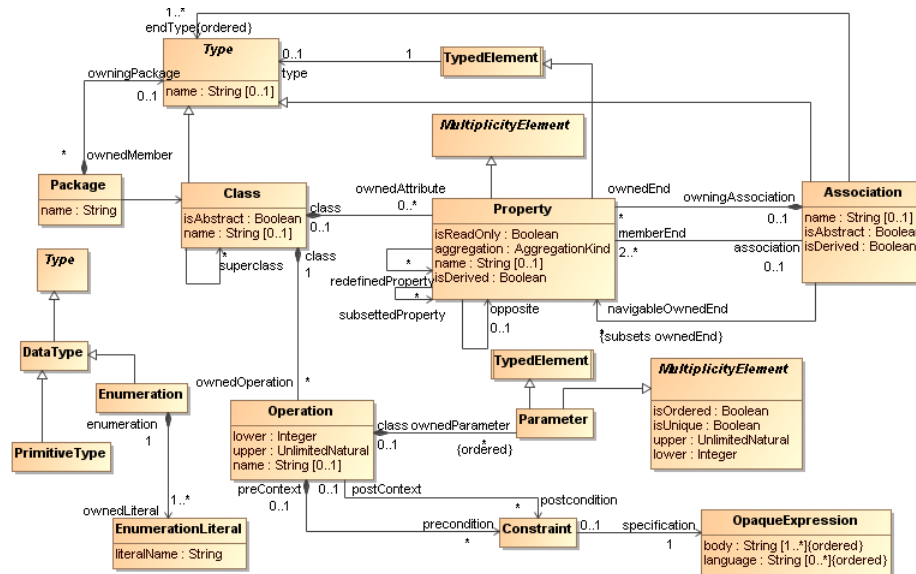 1..*
endType{ordered}
Type
name : String [0..1]
0..1
type
1
TypedElement
owningPackage
0..1
MultiplicityElement
*
ownedMember
Package
name : String
Class
isAbstract : Boolean
name : String [0..1]
class
0..1
ownedAttribute
0..*
Property
isReadOnly : Boolean
aggregation : AggregationKind
name : String [0..1]
isDerived : Boolean
ownedEnd
*
owningAssociation
0..1
memberEnd
2..*
association
0..1
Association
name : String [0..1]
isAbstract : Boolean
isDerived : Boolean
*
superclass
class
1
*
redefinedProperty
*
subsettedProperty
opposite
0..1
navigableOwnedEnd
*
{subsets ownedEnd}
Type
DataType
Enumeration
enumeration
1
PrimitiveType
1..*
ownedLiteral
EnumerationLiteral
literalName : String
ownedOperation
*
Operation
lower : Integer
upper : UnlimitedNatural
name : String [0..1]
class
0..1
ownedParameter
*
{ordered}
TypedElement
Parameter
MultiplicityElement
isOrdered : Boolean
isUnique : Boolean
upper : UnlimitedNatural
lower : Integer
preContext
0..1
0..1
postContext
postcondition
*
precondition
*
Constraint
0..1
specification
1
OpaqueExpression
body : String [1..*]{ordered}
language : String [0..*]{ordered}